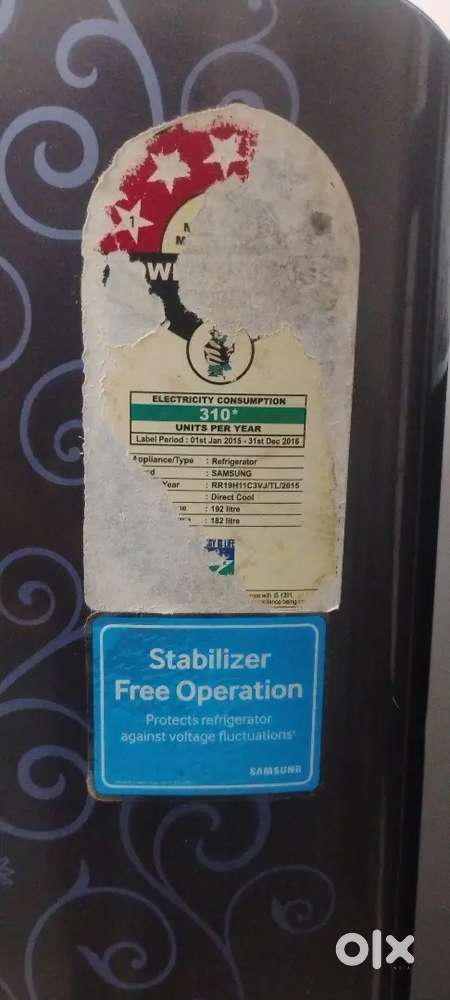 1
ELECTRICITY CONSUMPTION
310*
UNITS PER YEAR
Label Period : 01st Jan 2015 - 31st Dec 2016
Appliance/Type : Refrigerator
: SAMSUNG
Year : RR19H11C3VJ/TL/2015
: Direct Cool
: 192 litre
: 182 litre
Stabilizer
Free Operation
Protects refrigerator
against voltage fluctuations*
SAMSUNG
olx